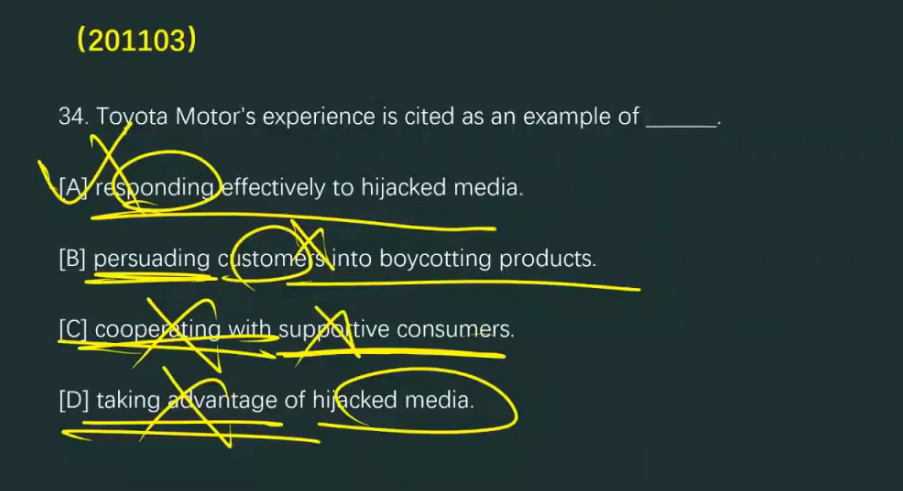 (201103)
34. Toyota Motor's experience is cited as an example of ______.
[A] responding effectively to hijacked media.
[B] persuading customers into boycotting products.
[C] cooperating with supportive consumers.
[D] taking advantage of hijacked media.